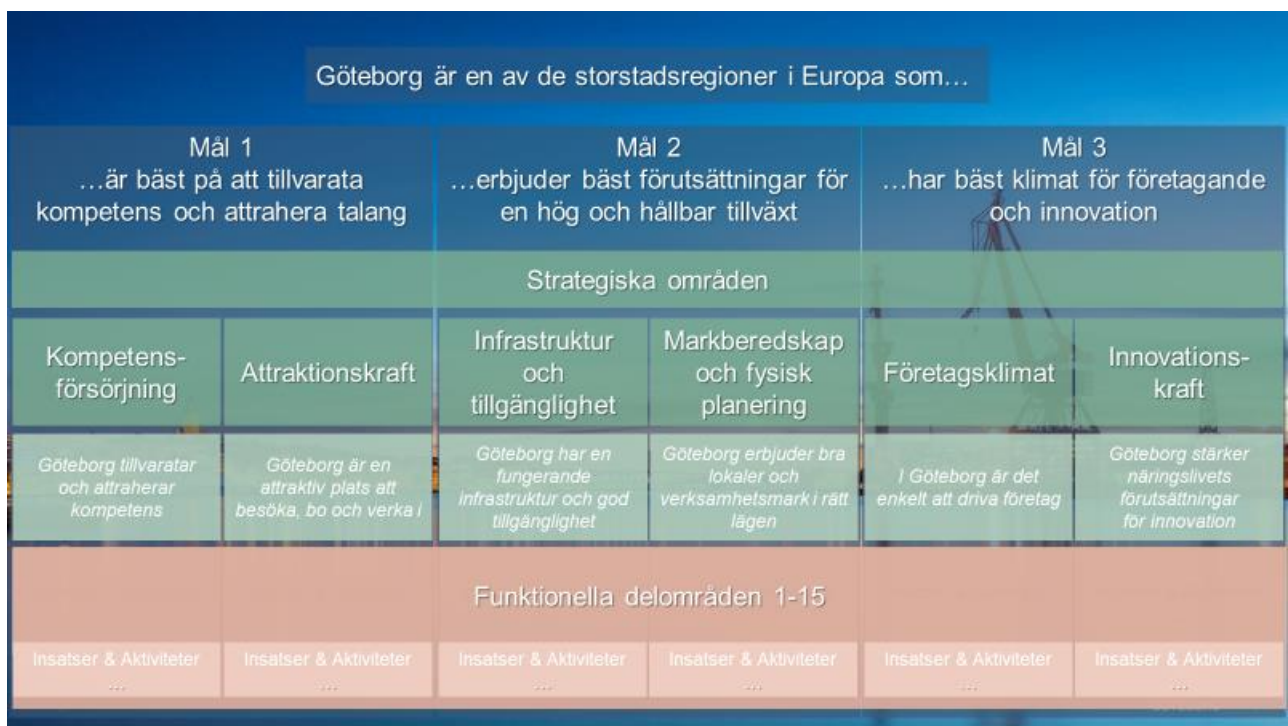 Göteborg är en av de storstadsregioner i Europa som…
Mål 1
…är bäst på att tillvarata
kompetens och attrahera talang
Mål 2
…erbjuder bäst förutsättningar för
en hög och hållbar tillväxt
Mål 3
…har bäst klimat för företagande
och innovation
Strategiska områden
Kompetens-
försörjning
Attraktionskraft
Infrastruktur
och
tillgänglighet
Markberedskap
och fysisk
planering
Företagsklimat
Innovations-
kraft
Göteborg tillvaratar
och attraherar
kompetens
Göteborg är en
attraktiv plats att
besöka, bo och verka i
Göteborg har en
fungerande
infrastruktur och god
tillgänglighet
Göteborg erbjuder bra
lokaler och
verksamhetsmark i rätt
lägen
I Göteborg är det
enkelt att driva företag
Göteborg stärker
näringslivets
förutsättningar
för innovation
Funktionella delområden 1-15
Insatser & Aktiviteter
…
Insatser & Aktiviteter
…
Insatser & Aktiviteter
…
Insatser & Aktiviteter
…
Insatser & Aktiviteter
…
Insatser & Aktiviteter
…